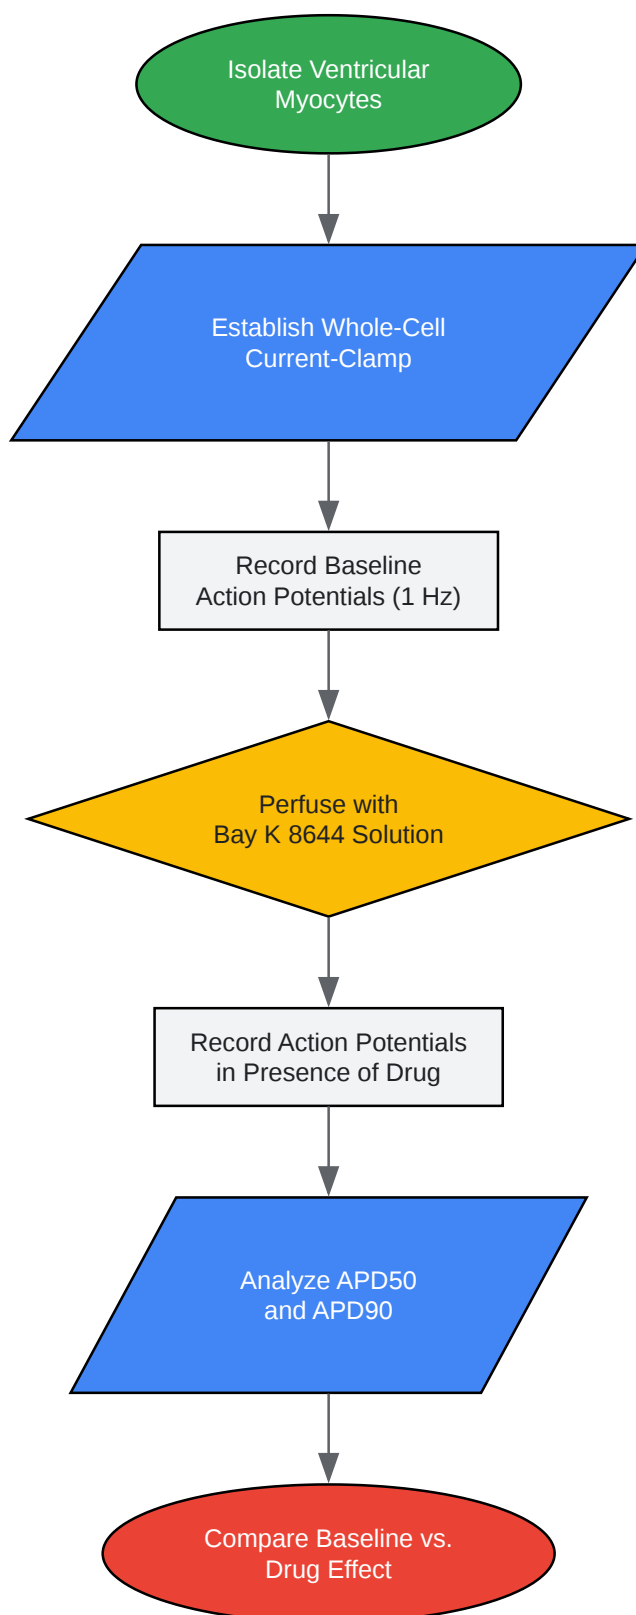 Isolate Ventricular
Myocytes
Establish Whole-Cell
Current-Clamp
Record Baseline
Action Potentials (1 Hz)
Perfuse with
Bay K 8644 Solution
Record Action Potentials
in Presence of Drug
Analyze APD50
and APD90
Compare Baseline vs.
Drug Effect